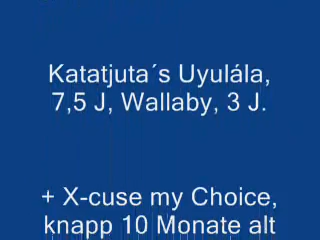 Katatjuta´s Uyulála,
7,5 J, Wallaby, 3 J.
+ X-cuse my Choice,
knapp 10 Monate alt